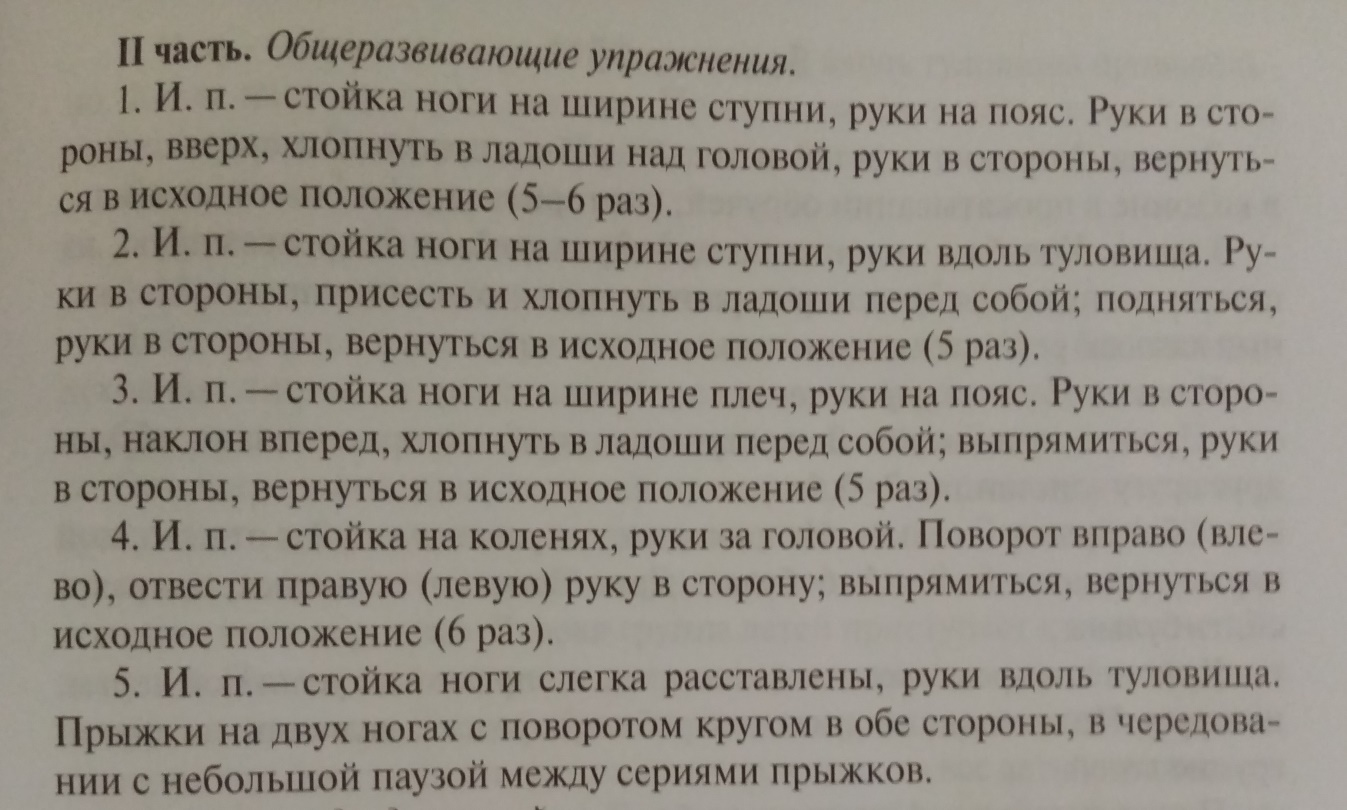 II часть. Общеразвивающие упражнения.
1. И. п. — стойка ноги на ширине ступни, руки на пояс. Руки в сто-
роны, вверх, хлопнуть в ладоши над головой, руки в стороны, вернуть-
ся в исходное положение (5–6 раз).
2. И. п. — стойка ноги на ширине ступни, руки вдоль туловища. Ру-
ки в стороны, присесть и хлопнуть в ладоши перед собой; подняться,
руки в стороны, вернуться в исходное положение (5 раз).
3. И. п. — стойка ноги на ширине плеч, руки на пояс. Руки в сторо-
ны, наклон вперед, хлопнуть в ладоши перед собой; выпрямиться, руки
в стороны, вернуться в исходное положение (5 раз).
4. И. п. — стойка на коленях, руки за головой. Поворот вправо (вле-
во), отвести правую (левую) руку в сторону; выпрямиться, вернуться в
исходное положение (6 раз).
5. И. п. — стойка ноги слегка расставлены, руки вдоль туловища.
Прыжки на двух ногах с поворотом кругом в обе стороны, в чередова-
нии с небольшой паузой между сериями прыжков.